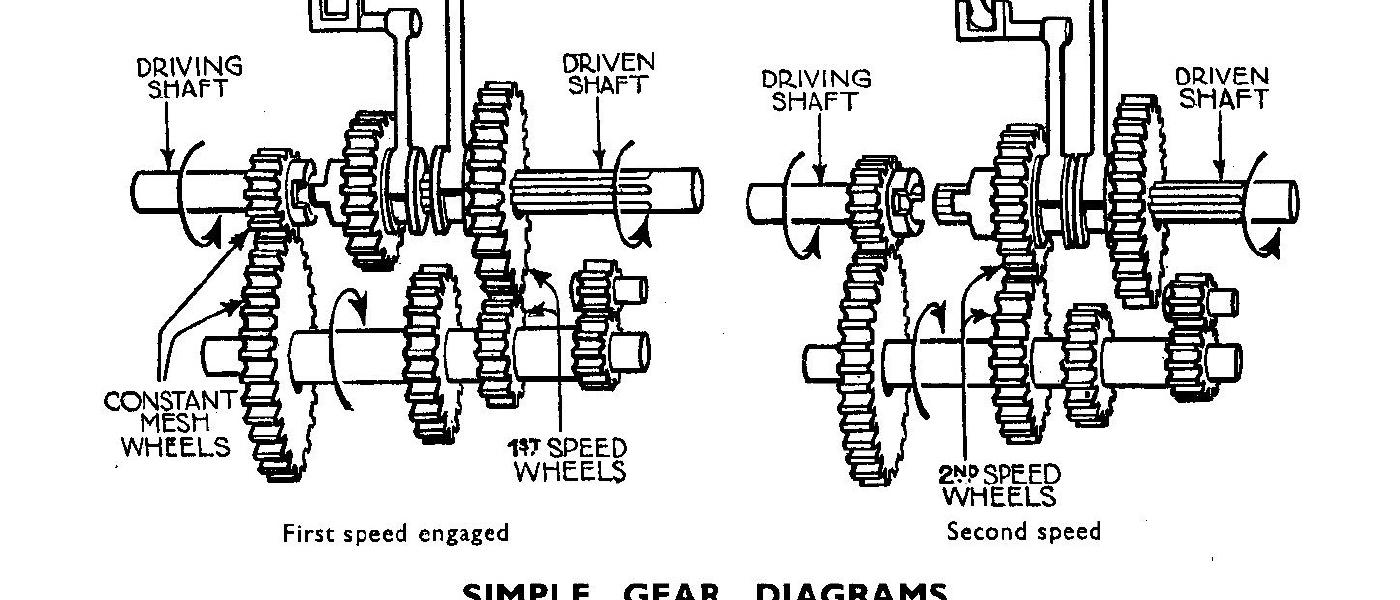 DRIVING
SHAFT
DRIVEN
SHAFT
CONSTANT
MESH
WHEELS
1ST SPEED
WHEELS
First speed engaged
DRIVING
SHAFT
DRIVEN
SHAFT
2ND SPEED
WHEELS
Second speed
SIMPLE GEAR DIAGRAMS